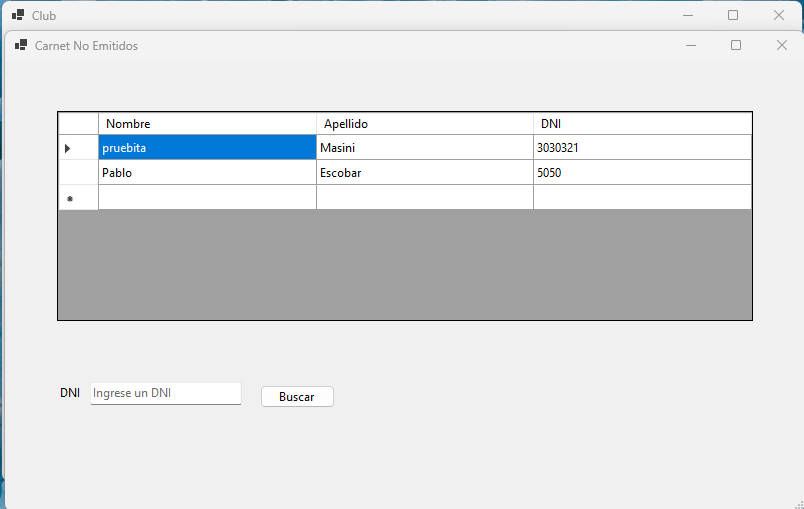 Club
Carnet No Emitidos
Nombre Apellido DNI
pruebita Masini 3030321
Pablo Escobar 5050
DNI Ingrese un DNI Buscar